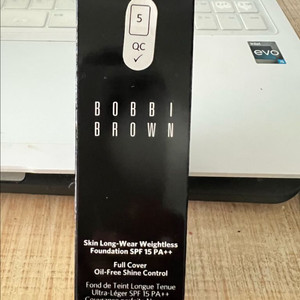 5
QC
BOBBI
BROWN
evo
Skin Long-Wear Weightless
Foundation SPF 15 PA++
Full Cover
Oil-Free Shine Control
Fond de Teint Longue Tenue
Ultra-Léger SPF 15 PA++